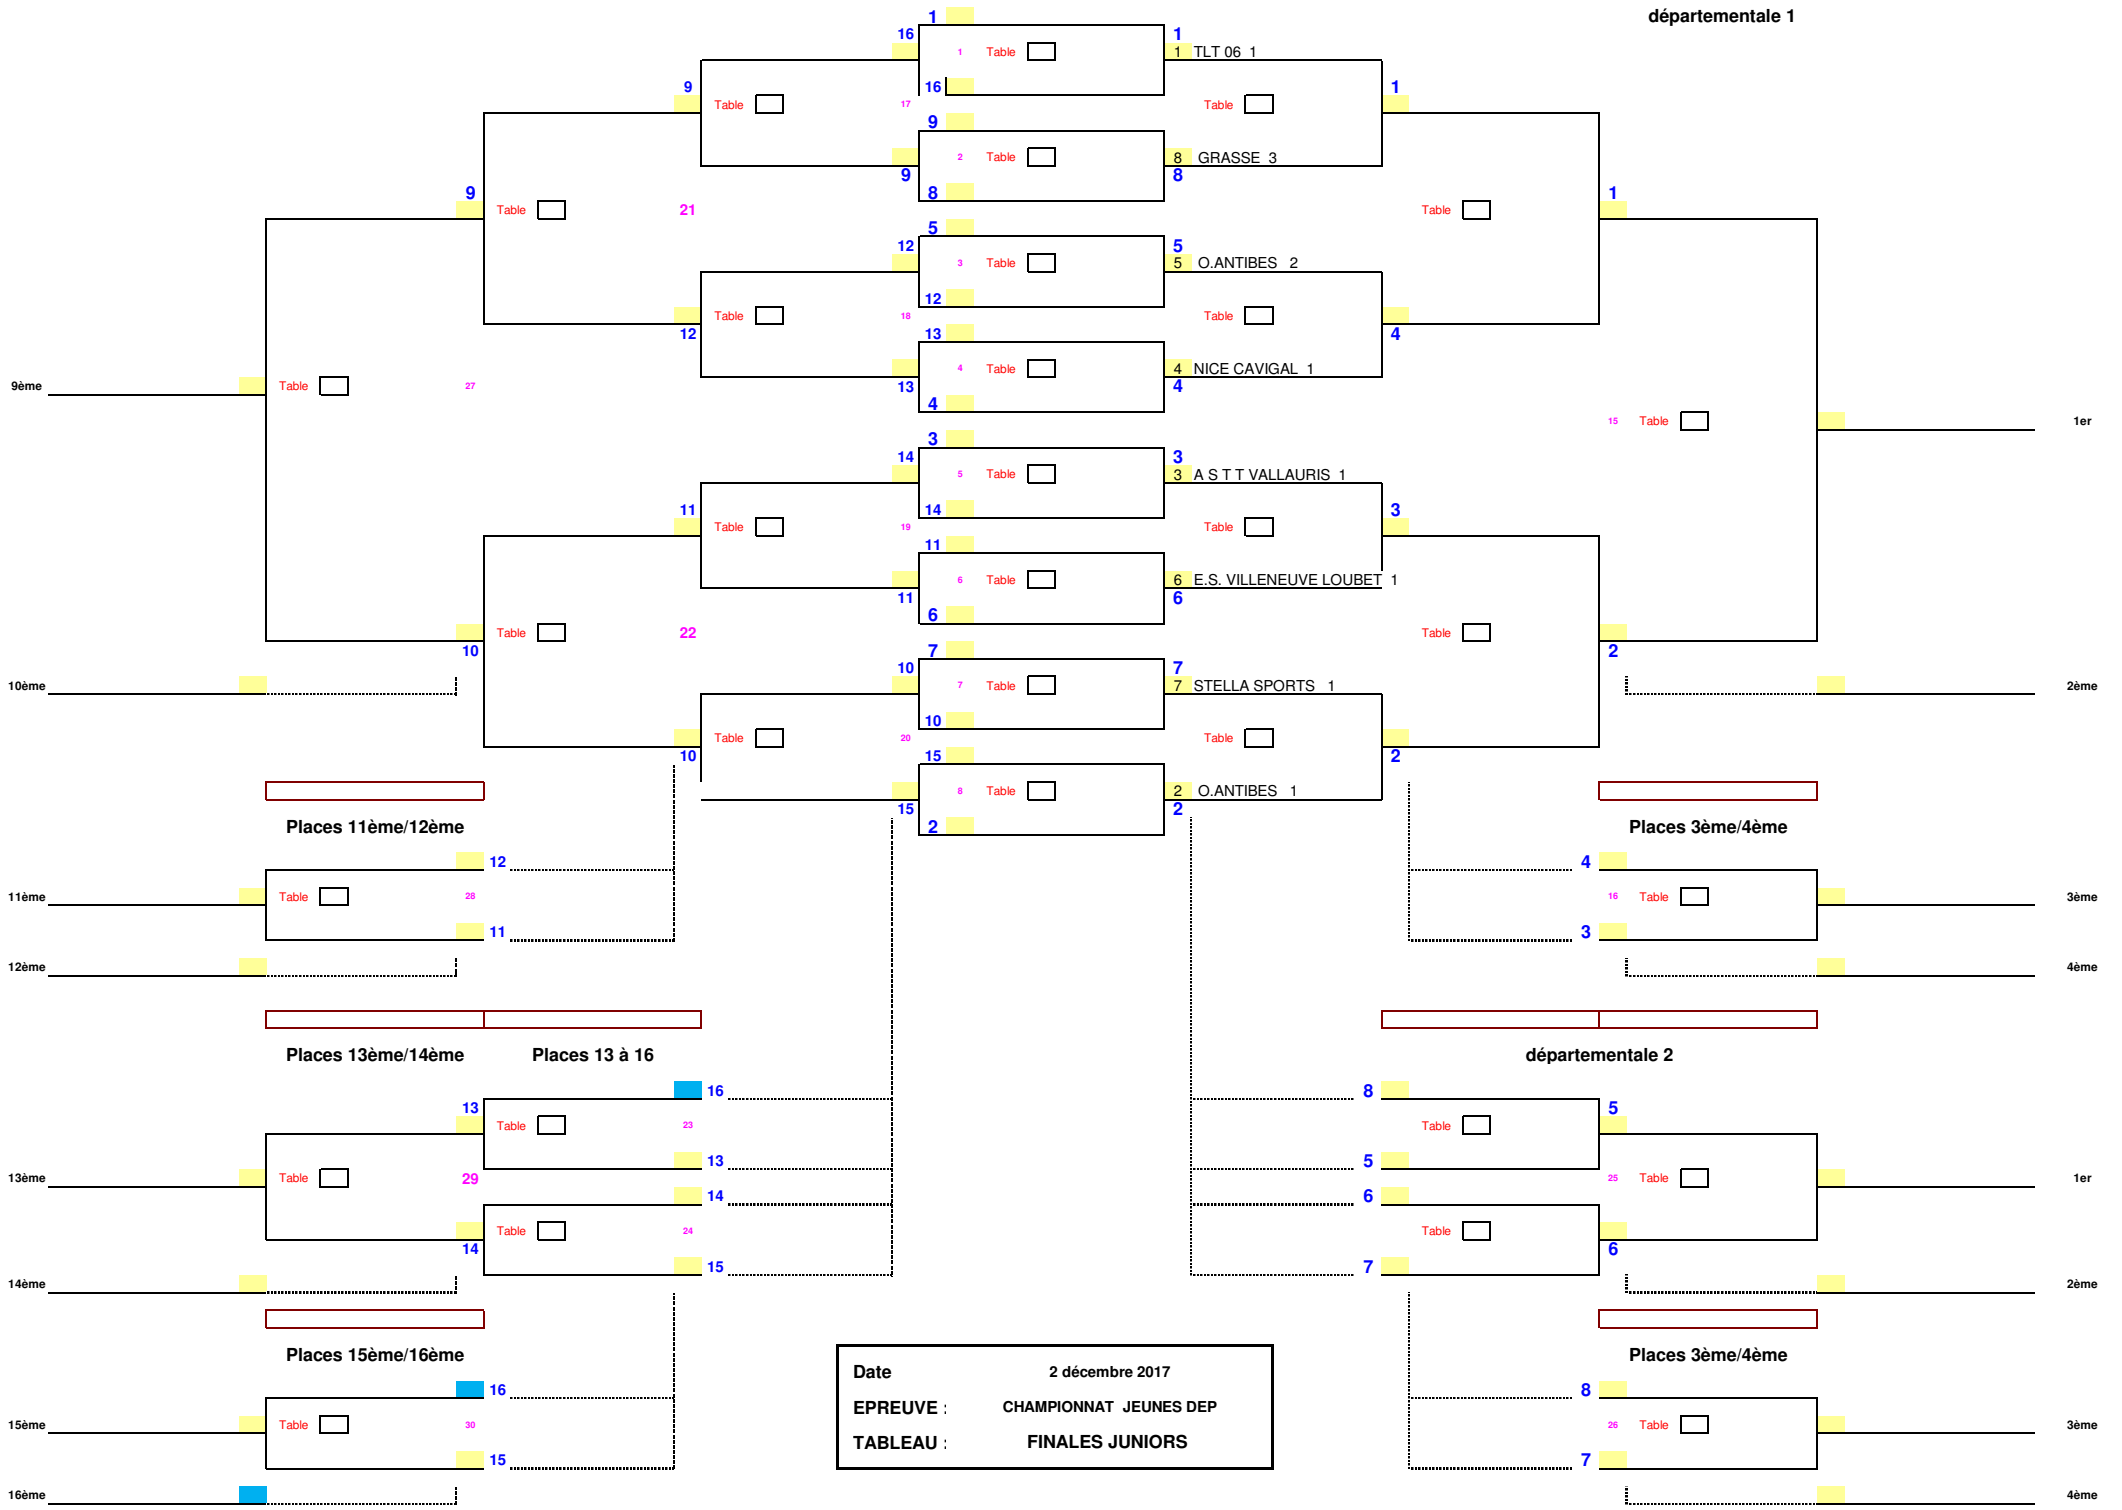 départementale 1
1
16 1 Table 1
1 TLT 06 1
9 16 1
Table 17 Table
9
2 Table 8 GRASSE 3
9 9 8 8 1
Table 21 Table
5
12 5
3 Table 5 O.ANTIBES 2
12
Table 18 Table
12 13 4
4 Table 4 NICE CAVIGAL 1
9ème Table 27 13 4 4
15 Table 1er
3
14 3
5 Table 3 A S T T VALLAURIS 1
11 14 3
Table 19 Table
11
6 Table 6 E.S. VILLENEUVE LOUBET 1
11 6 6
Table 22 Table
10 7 2
10 7
10ème 7 Table 7 STELLA SPORTS 1 2ème
10
Table 20 Table
10 15 2
8 Table 2 O.ANTIBES 1
15 2 2
Places 11ème/12ème Places 3ème/4ème
12 4
11ème Table 28 16 Table 3ème
11 3
12ème 4ème
Places 13ème/14ème Places 13 à 16 départementale 2
16 8
13 5
Table 23 Table
13 5
13ème Table 29 25 Table 1er
14 6
Table 24 Table
14 6
15 7
14ème 2ème
Places 15ème/16ème Places 3ème/4ème
Date 2 décembre 2017
16 8
EPREUVE : CHAMPIONNAT JEUNES DEP
15ème Table 30 26 Table 3ème
TABLEAU : FINALES JUNIORS
15 7
16ème 4ème